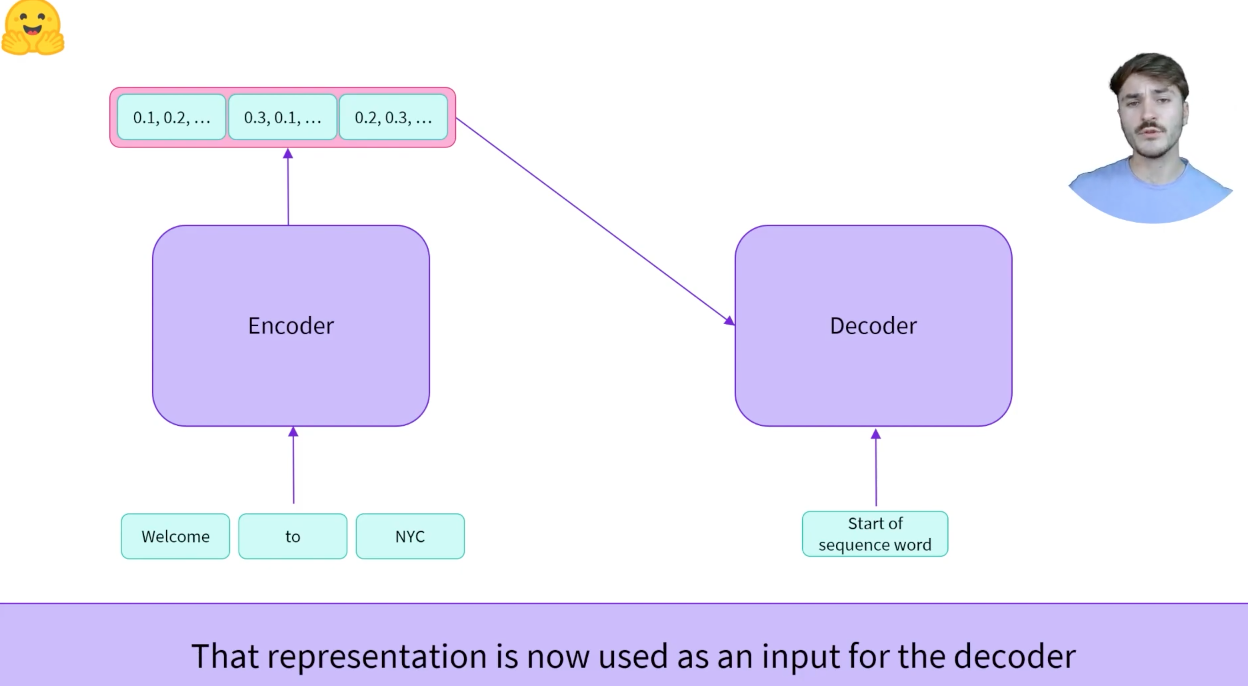 0.1, 0.2, …
0.3, 0.1, …
0.2, 0.3, …
Encoder
Decoder
Welcome
to
NYC
Start of
sequence word
That representation is now used as an input for the decoder